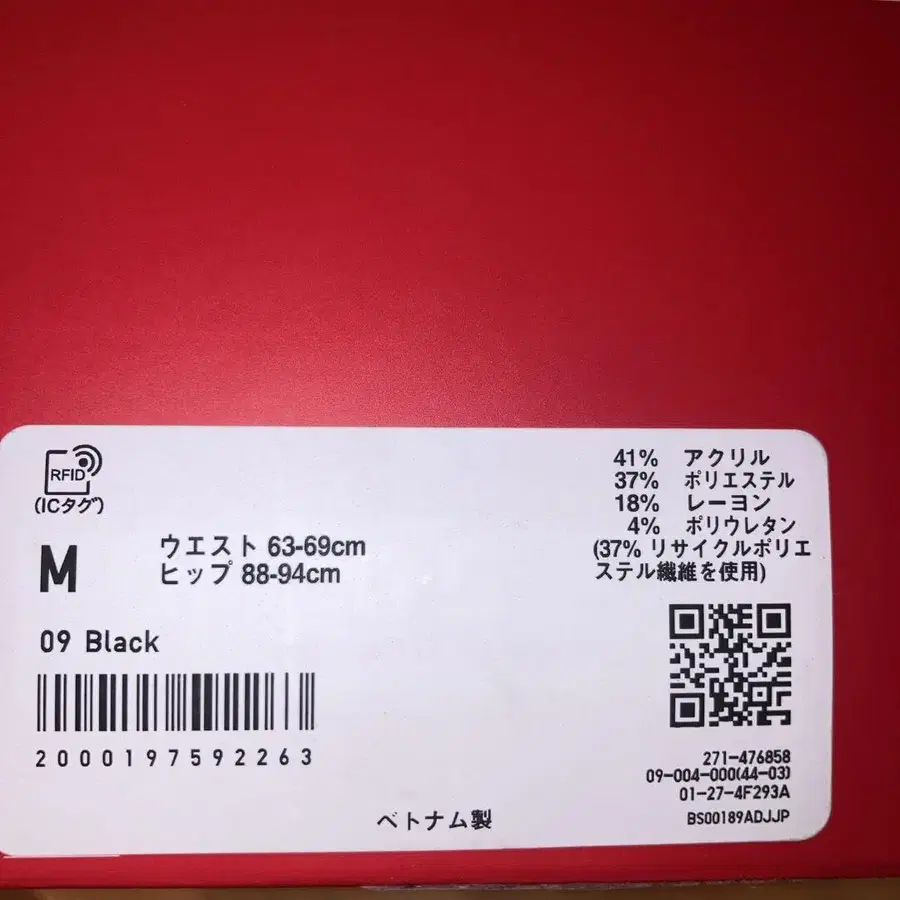 RFID
(ICタグ)
M
ウエスト 63-69cm
ヒップ 88-94cm
09 Black
2000197592263
41% アクリル
37% ポリエステル
18% レーヨン
4% ポリウレタン
(37% リサイクルポリエ
ステル繊維を使用)
271-476858
09-004-000(44-03)
01-27-4F293A
BS00189ADJJP
ベトナム製